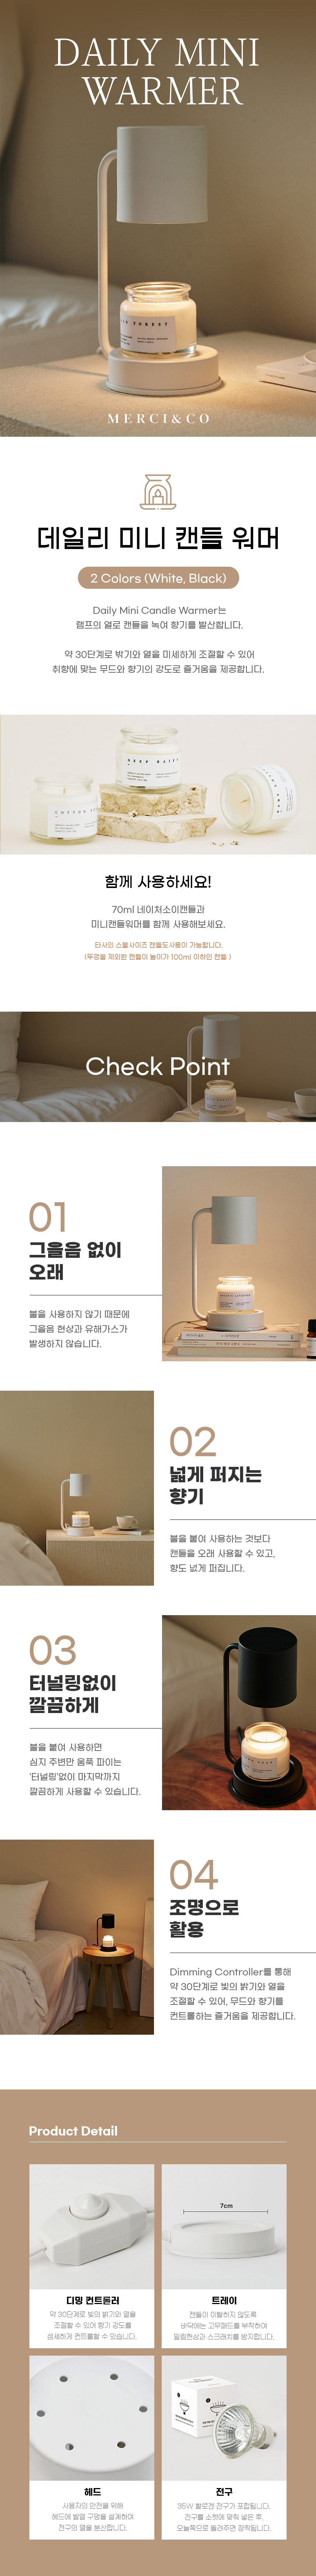 DAILY MINI
WARMER
MERCI&CO
데일리 미니 캔들 워머
2 Colors (White, Black)
Daily Mini Candle Warmer는
램프의 열로 캔들을 녹여 향기를 발산합니다.
약 30단계로 밖기와 열을 미세하게 조절할 수 있어
취향에 맞는 무드와 향기의 강도로 즐거움을 제공합니다.
함께 사용하세요!
70ml 네이처소이캔들과
미니캔들워머를 함께 사용해보세요.
타사의 스몰사이즈 캔들도사용이 가능합니다.
(뚜껑을 제외한 캔들이 높이가 100ml 이하인 캔들 )
Check Point
01
그을음 없이
오래
불을 사용하지 않기 때문에
그을음 현상과 유해가스가
발생하지 않습니다.
02
넓게 퍼지는
향기
불을 붙여 사용하는 것보다
캔들을 오래 사용할 수 있고,
향도 넓게 퍼집니다.
03
터널링없이
깔끔하게
불을 붙여 사용하면
심지 주변만 움푹 파이는
'터널링'없이 마지막까지
깔끔하게 사용할 수 있습니다.
04
조명으로
활용
Dimming Controller를 통해
약 30단계로 빛의 밝기와 열을
조절할 수 있어, 무드와 향기를
컨트롤하는 즐거움을 제공합니다.
Product Detail
7cm
디밍 컨트롤러
약 30단계로 빛의 밝기와 열을
조절할 수 있어 향기 강도를
섬세하게 컨트롤할 수 있습니다.
트레이
캔들이 이탈하지 않도록
바닥에는 고무패드를 부착하여
밀림현상과 스크래치를 방지합니다.
헤드
사용자의 안전을 위해
헤드에 발열 구멍을 설계하여
전구의 열을 분산합니다.
전구
35W 할로겐 전구가 포함됩니다.
전구를 소켓에 맞춰 넣은 후,
오늘쪽으로 돌려주면 장착됩니다.